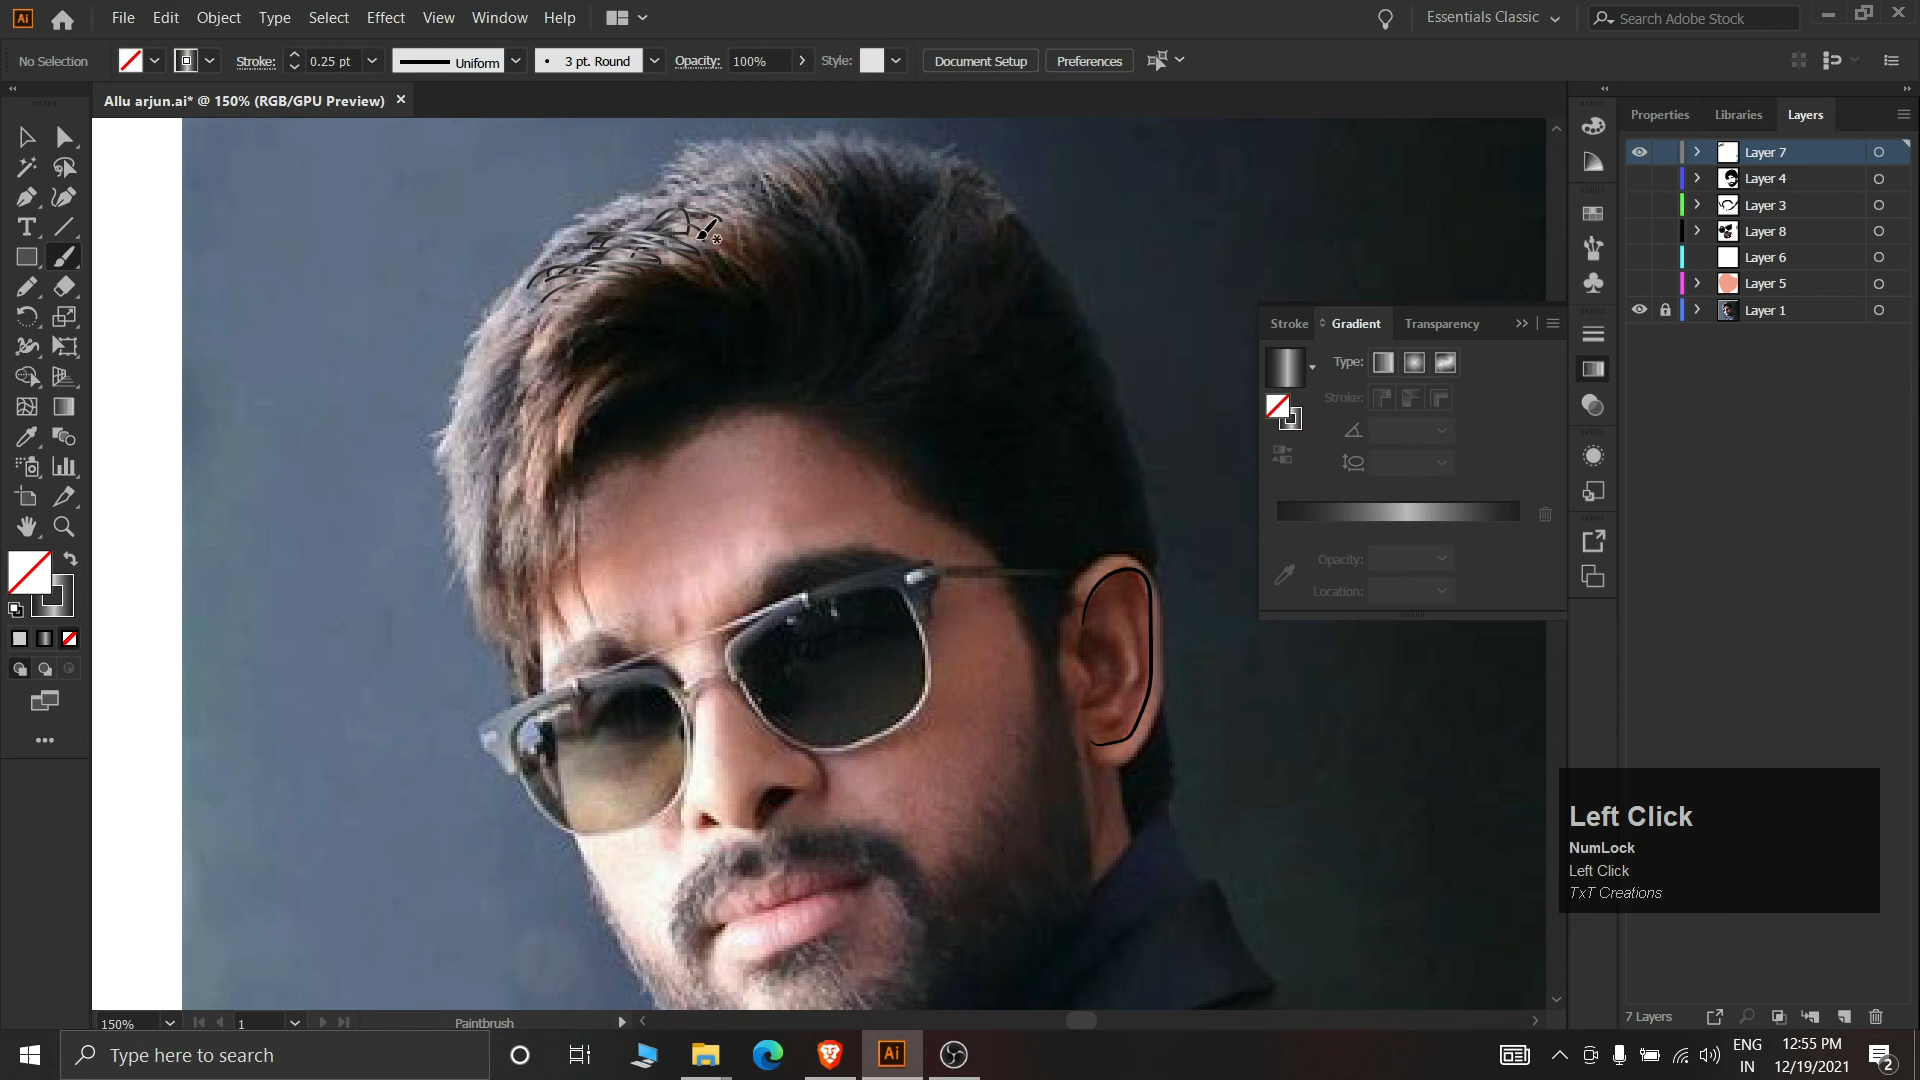 Ai File Edit Object Type Select Effect View Window Help Essentials Classic Search Adobe Stock
No Selection Stroke: 0.25 pt Uniform 3 pt. Round Opacity: 100% Style: Document Setup Preferences
Allu arjun.ai* @ 150% (RGB/GPU Preview) ×
Properties Libraries Layers
Layer 7
Layer 4
Layer 3
Layer 8
Layer 6
Layer 5
Layer 1
Stroke Gradient Transparency
Type:
Stroke:
Opacity:
Location:
Left Click
NumLock
Left Click
TxT Creations
150% 1 Paintbrush
7 Layers
Type here to search
Ai
ENG
IN
12:55 PM
12/19/2021
2